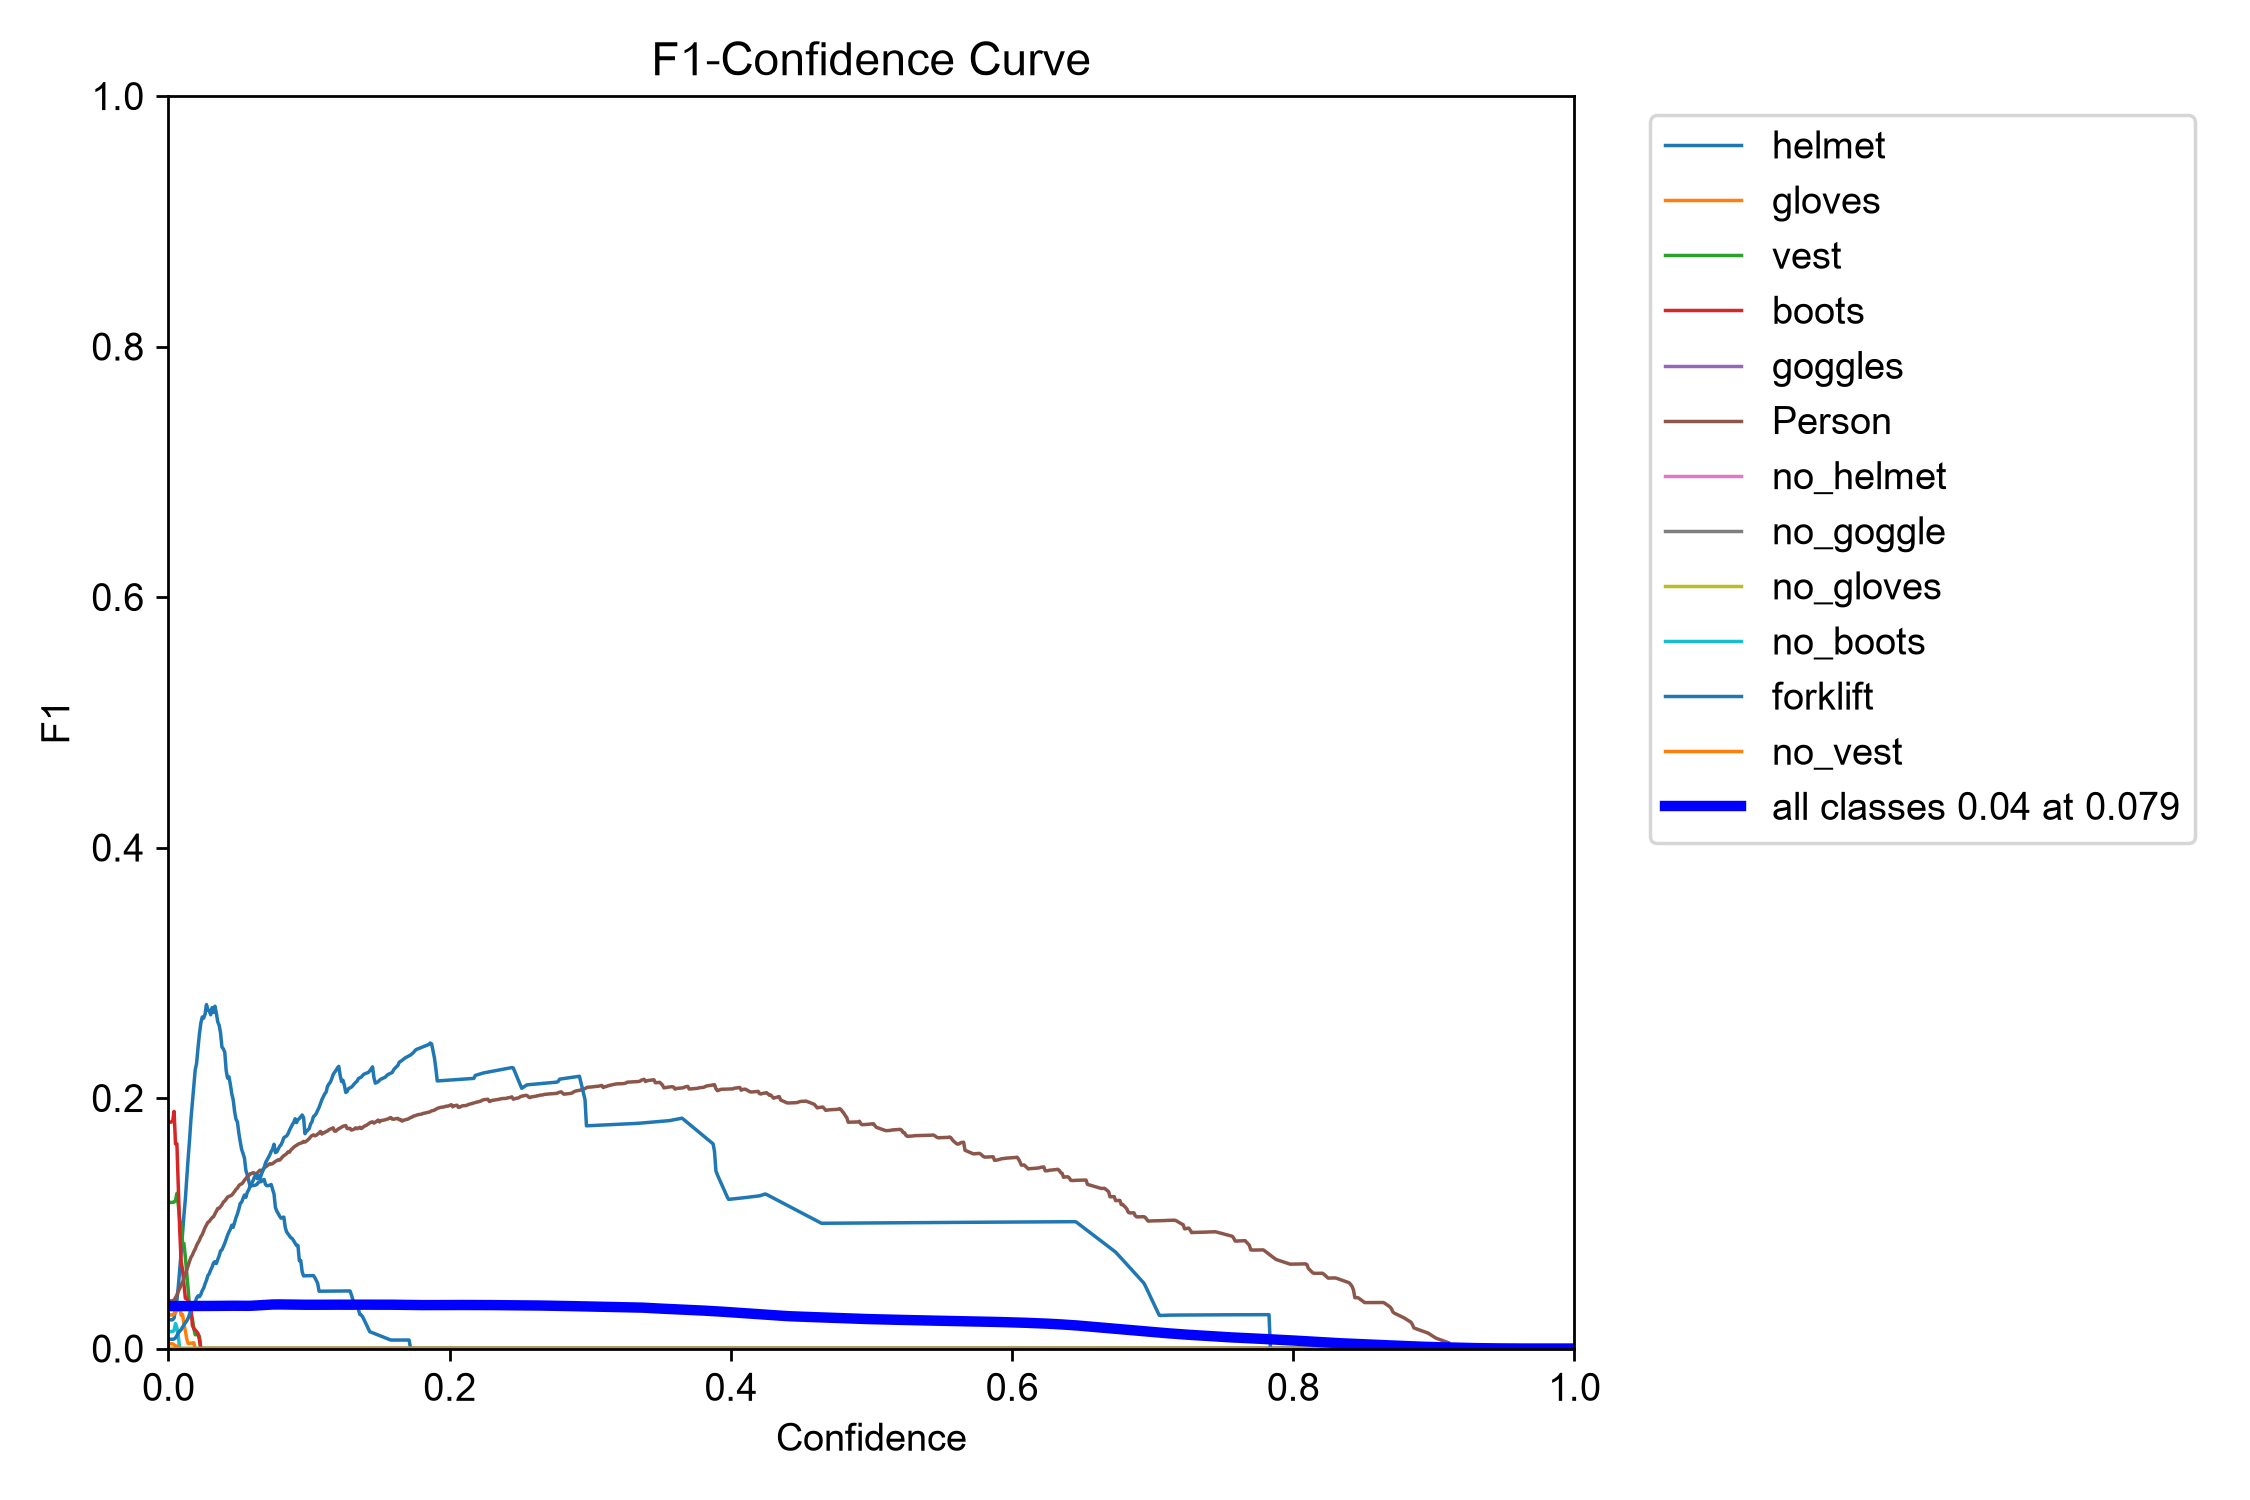 F1-Confidence Curve
1.0
0.8
0.6
0.4
0.2
0.0
F1
0.0 0.2 0.4 0.6 0.8 1.0
Confidence
helmet
gloves
vest
boots
goggles
Person
no_helmet
no_goggle
no_gloves
no_boots
forklift
no_vest
all classes 0.04 at 0.079